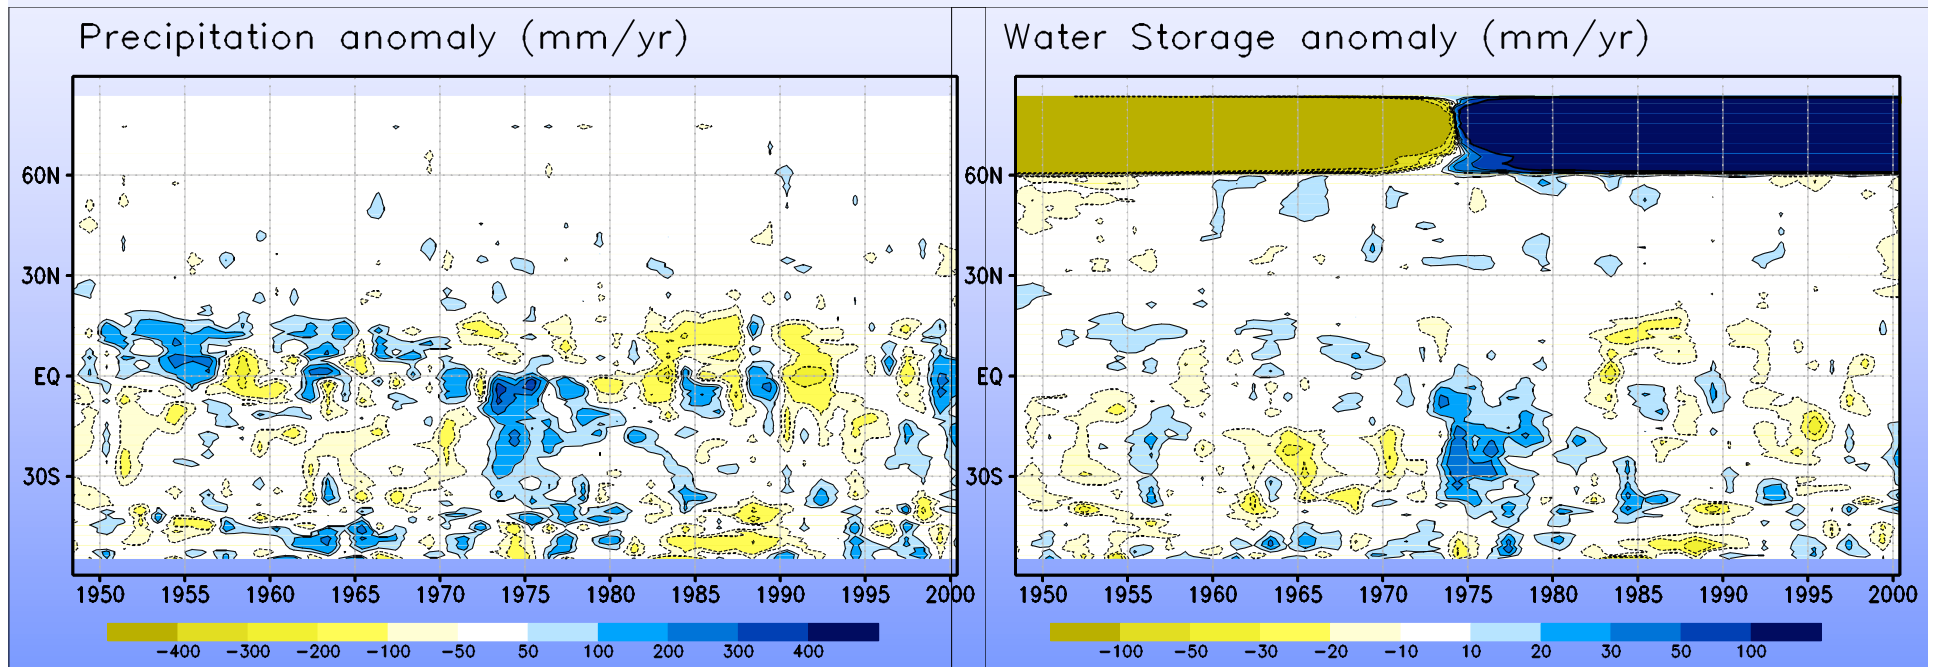 Precipitation anomaly (mm/yr)
60N
30N
EQ
30S
1950 1955 1960 1965 1970 1975 1980 1985 1990 1995 2000
-400 -300 -200 -100 -50 50 100 200 300 400
Water Storage anomaly (mm/yr)
60N
30N
EQ
30S
1950 1955 1960 1965 1970 1975 1980 1985 1990 1995 2000
-100 -50 -30 -20 -10 10 20 30 50 100